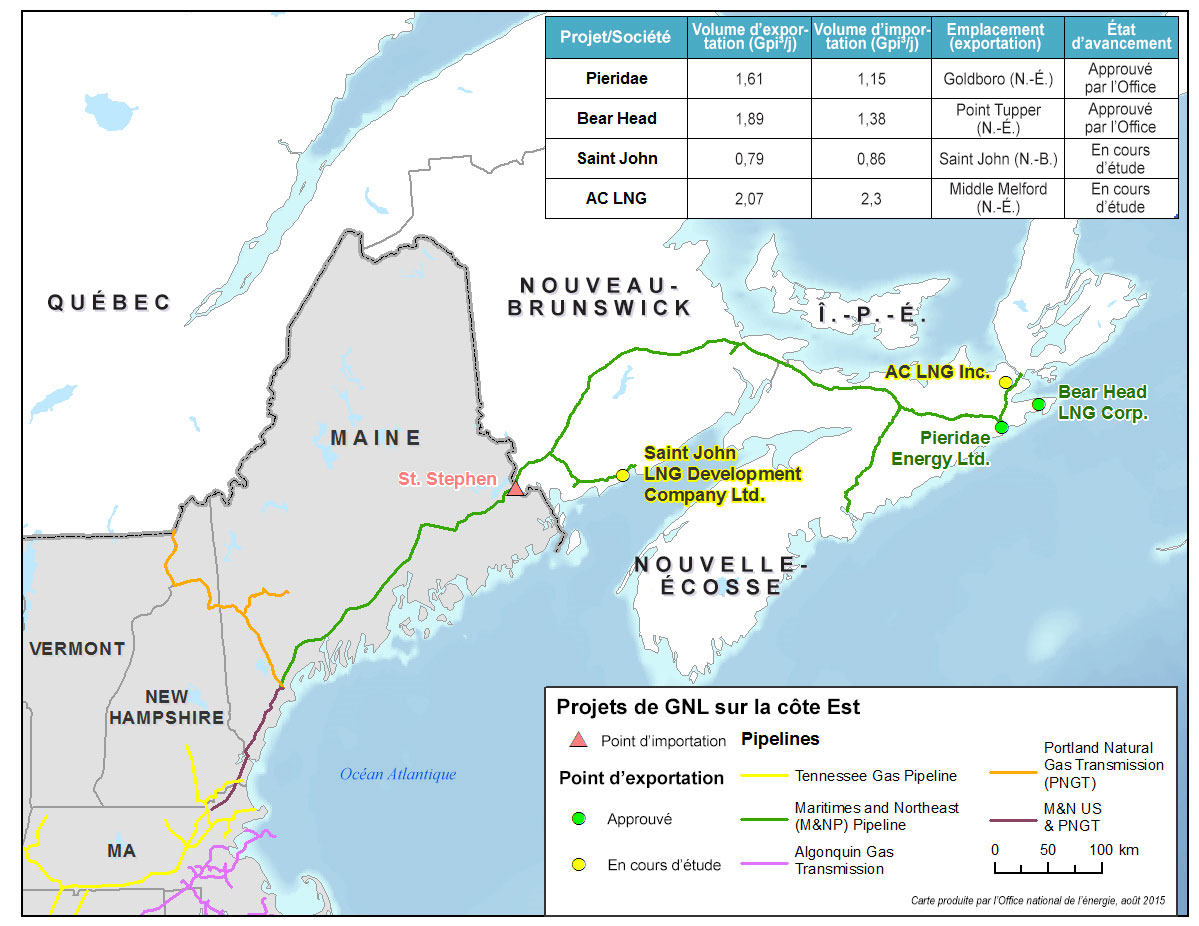 Projet/Société
Volume d’expor-
tation (Gpi³/j)
Volume d’impor-
tation (Gpi³/j)
Emplacement
(exportation)
État
d’avancement
Pieridae
1,61
1,15
Goldboro (N.-É.)
Approuvé
par l’Office
Bear Head
1,89
1,38
Point Tupper
(N.-É.)
Approuvé
par l’Office
Saint John
0,79
0,86
Saint John (N.-B.)
En cours
d’étude
AC LNG
2,07
2,3
Middle Melford
(N.-É.)
En cours
d’étude
QUÉBEC
NOUVEAU-
BRUNSWICK
Î.-P.-É.
AC LNG Inc.
Bear Head
LNG Corp.
MAINE
Pieridae
Energy Ltd.
Saint John
LNG Development
Company Ltd.
St. Stephen
NOUVELLE-
ÉCOSSE
VERMONT
NEW
HAMPSHIRE
Océan Atlantique
MA
Projets de GNL sur la côte Est
Point d’importation
Point d’exportation
Approuvé
En cours d’étude
Pipelines
Tennessee Gas Pipeline
Maritimes and Northeast
(M&NP) Pipeline
Algonquin Gas
Transmission
Portland Natural
Gas Transmission
(PNGT)
M&N US
& PNGT
0 50 100 km
Carte produite par l’Office national de l’énergie, août 2015